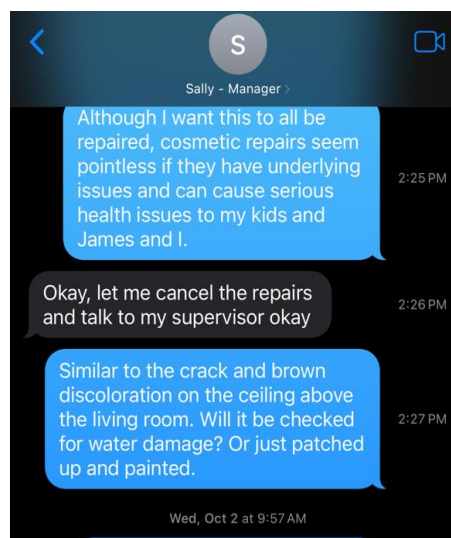 S
Sally - Manager
Although I want this to all be
repaired, cosmetic repairs seem
pointless if they have underlying
issues and can cause serious
health issues to my kids and
James and I.
2:25 PM
Okay, let me cancel the repairs
and talk to my supervisor okay
2:26 PM
Similar to the crack and brown
discoloration on the ceiling above
the living room. Will it be checked
for water damage? Or just patched
up and painted.
2:27 PM
Wed, Oct 2 at 9:57 AM